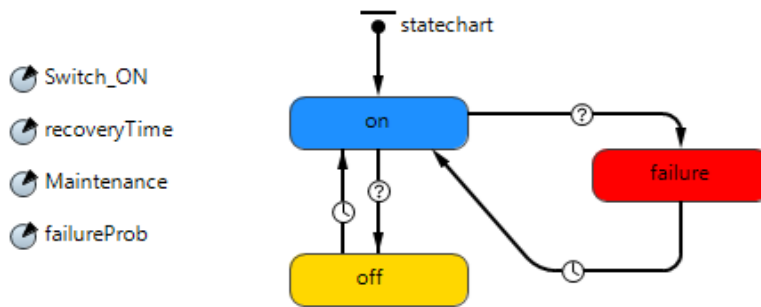 statechart
Switch_ON
on
recoveryTime
failure
Maintenance
failureProb
off